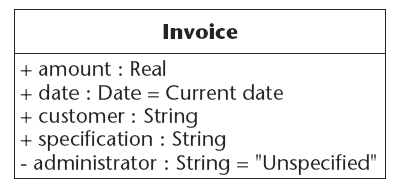 Invoice
+ amount : Real
+ date : Date = Current date
+ customer : String
+ specification : String
- administrator : String = "Unspecified"